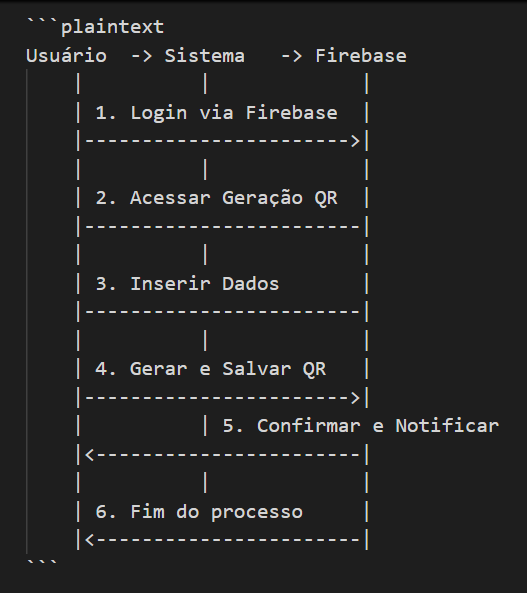 ```plaintext
Usuário  -> Sistema   -> Firebase
    |          |             |
    | 1. Login via Firebase  |
    |----------------------->|
    |          |             |
    | 2. Acessar Geração QR  |
    |------------------------|
    |          |             |
    | 3. Inserir Dados       |
    |------------------------|
    |          |             |
    | 4. Gerar e Salvar QR   |
    |----------------------->|
    |          | 5. Confirmar e Notificar
    |<-----------------------|
    |          |             |
    | 6. Fim do processo     |
    |<-----------------------|
```